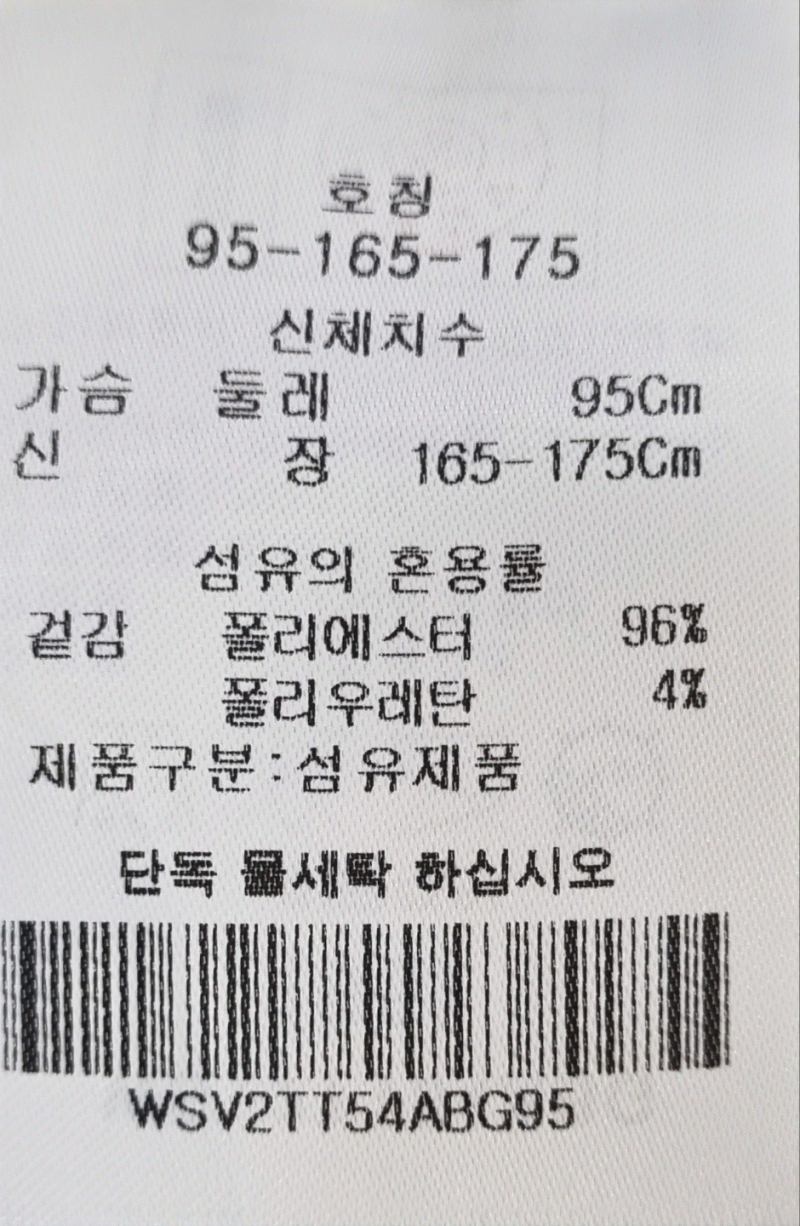 호칭
95-165-175
신체치수
가슴 둘레 95Cm
신 장 165-175Cm
섬유의 혼용률
겉감 폴리에스터 96%
폴리우레탄 4%
제품구분:섬유제품
단독 물세탁 하십시오
WSV2TT54ABG95